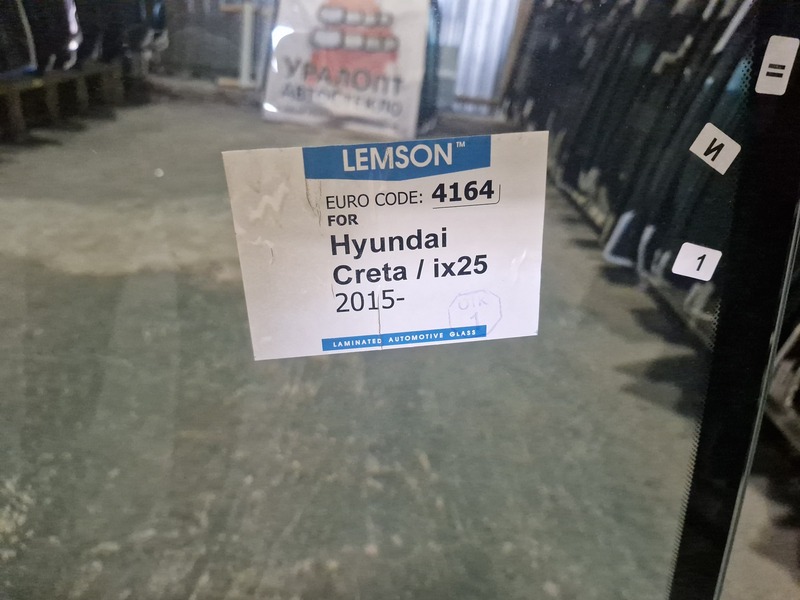 УРАЛОПТ
АВТОСТЕКЛО
LEMSON™
EURO CODE: 4164
FOR
Hyundai
Creta / ix25
2015-
LAMINATED AUTOMOTIVE GLASS
=
И
1